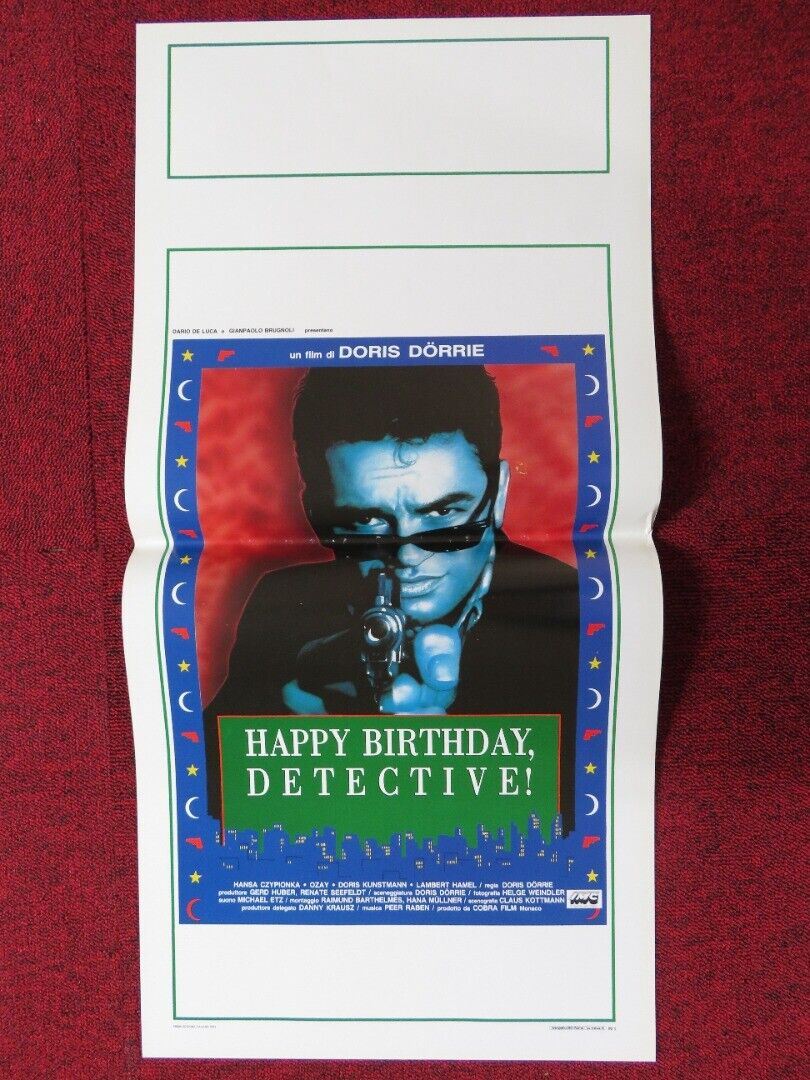 DARIO DE LUCA e GIANPAOLO BRUGNOLI presentano
un film di DORIS DÖRRIE
HAPPY BIRTHDAY,
DETECTIVE!
HANSA CZYPIONKA • OZAY • DORIS KUNSTMANN • LAMBERT HAMEL / regia DORIS DÖRRIE
produttore GERD HUBER, RENATE SEEFELDT / sceneggiatura DORIS DÖRRIE / fotografia HELGE WEINDLER
suono MICHAEL ETZ / montaggio RAIMUND BARTHELMES, HANA MÜLLNER / scenografia CLAUS KOTTMANN
produttore delegato DANNY KRAUSZ / musica PEER RABEN / prodotto da COBRA FILM Monaco